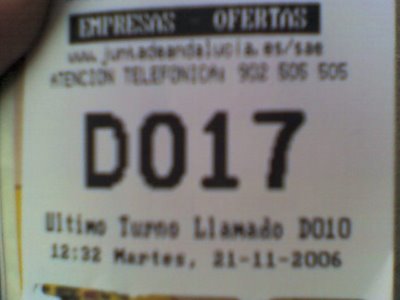 EMPRESAS - OFERTAS
www.juntadeandalucia.es/sae
ATENCION TELEFONICA: 902 505 505
D017
Ultimo Turno Llamado D010
12:32 Martes, 21-11-2006